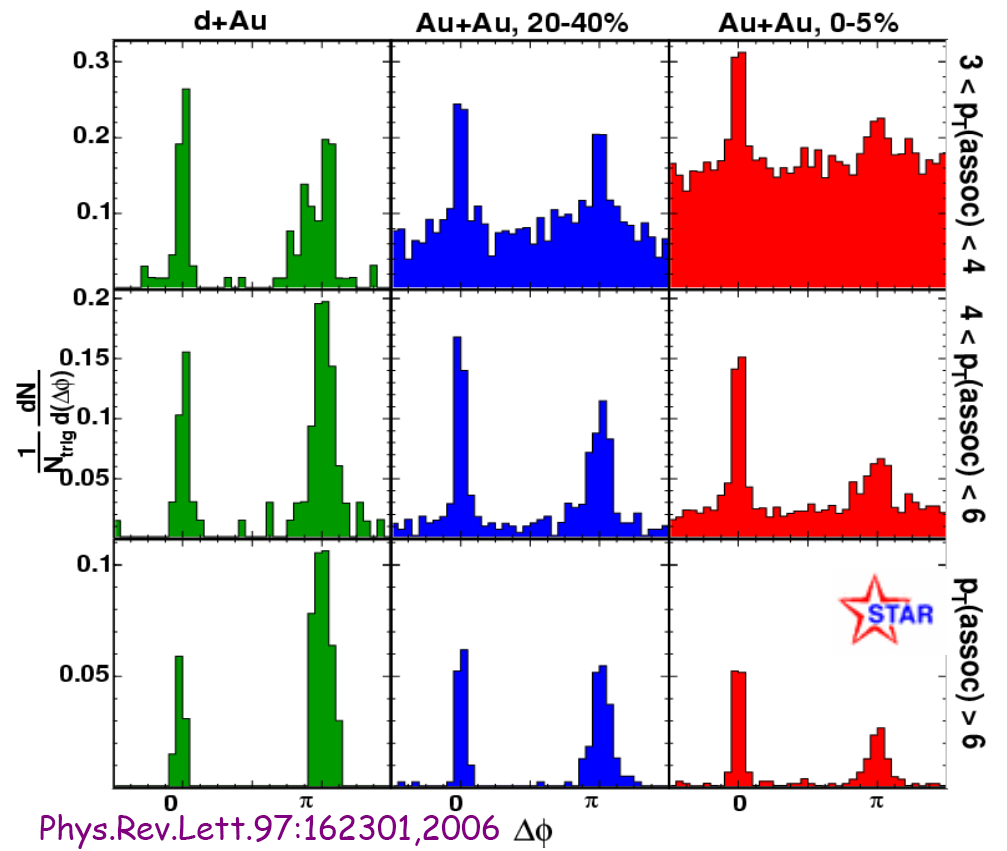 d+Au
Au+Au, 20-40%
Au+Au, 0-5%
0.3
0.2
0.1
3 < pT(assoc) < 4
0.2
0.15
0.1
0.05
1 dN
Ntrig d(Δϕ)
4 < pT(assoc) < 6
0.1
0.05
STAR
pT(assoc) > 6
0 π 0 π 0 π
Phys.Rev.Lett.97:162301,2006 Δϕ